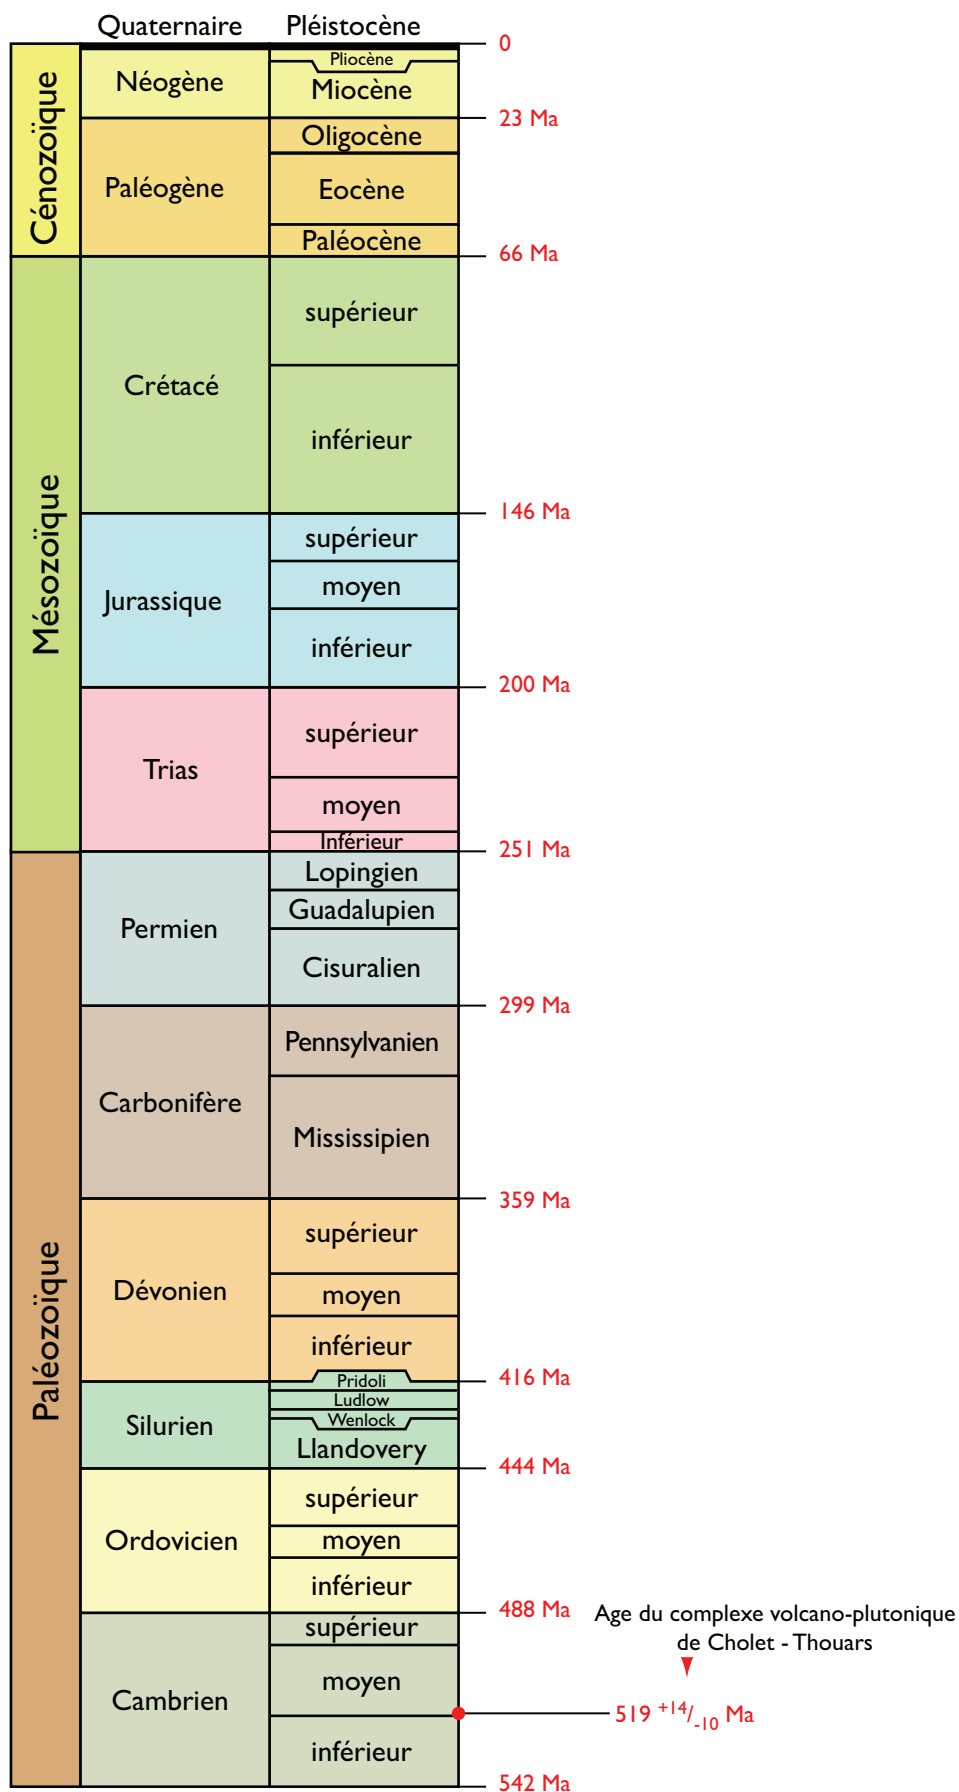 Quaternaire Pléistocène
0
Cénozoïque
Néogène
Pliocène
Miocène
23 Ma
Paléogène
Oligocène
Eocène
Paléocène
66 Ma
Mésozoïque
Crétacé
supérieur
inférieur
146 Ma
Jurassique
supérieur
moyen
inférieur
200 Ma
Trias
supérieur
moyen
Inférieur
251 Ma
Paléozoïque
Permien
Lopingien
Guadalupien
Cisuralien
299 Ma
Carbonifère
Pennsylvanien
Mississipien
359 Ma
Dévonien
supérieur
moyen
inférieur
416 Ma
Silurien
Pridoli
Ludlow
Wenlock
Llandovery
444 Ma
Ordovicien
supérieur
moyen
inférieur
488 Ma
Cambrien
supérieur
moyen
inférieur
542 Ma
Age du complexe volcano-plutonique
de Cholet - Thouars
519 +14/-10 Ma